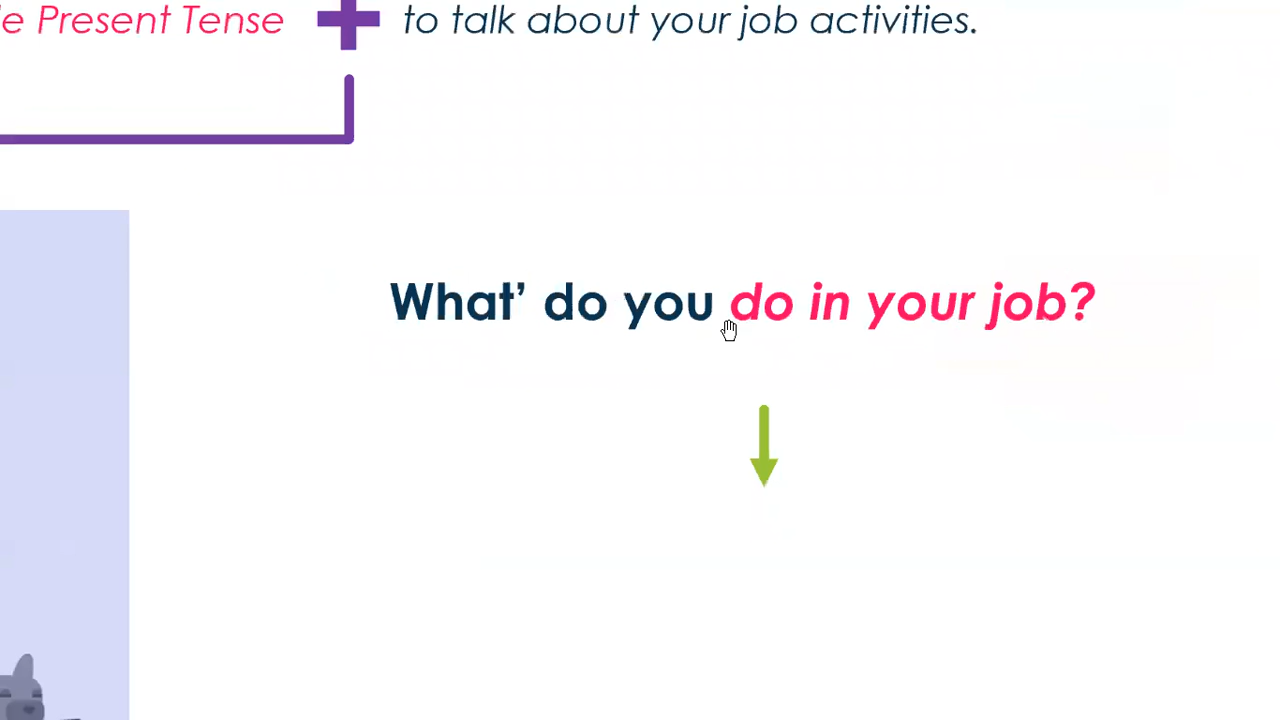 e Present Tense + to talk about your job activities.
What’ do you do in your job?